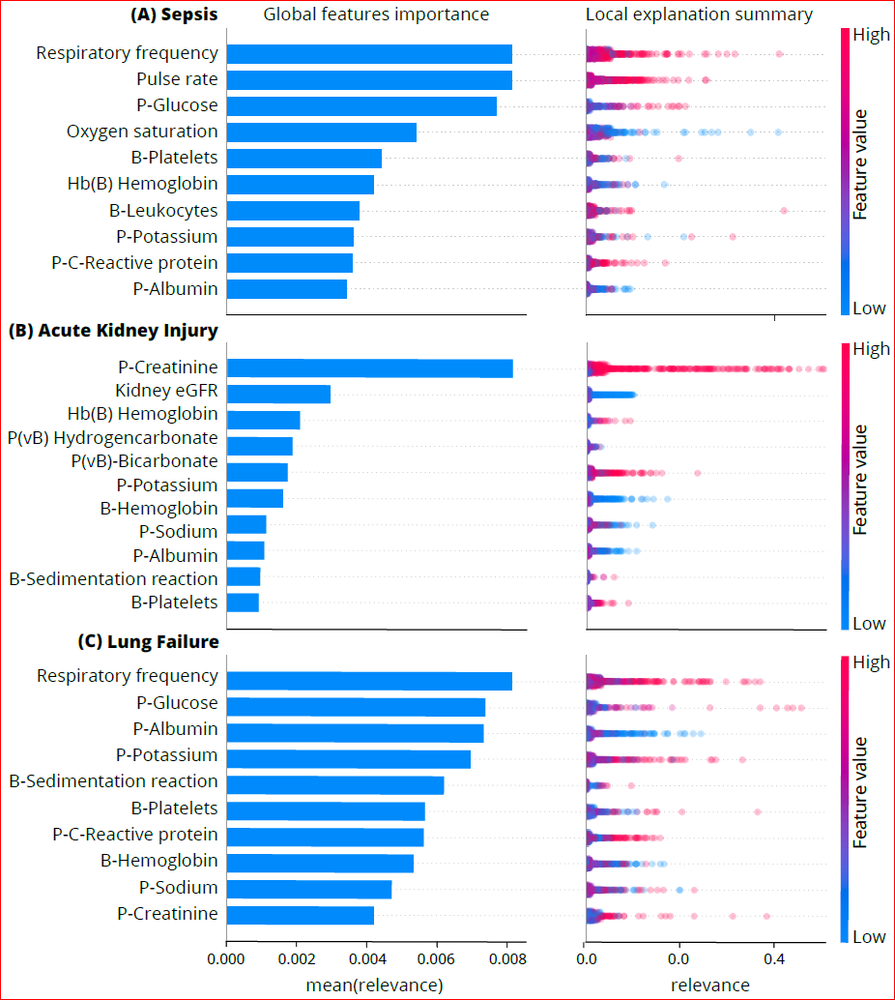 (A) Sepsis
Global features importance
Local explanation summary
Respiratory frequency
Pulse rate
P-Glucose
Oxygen saturation
B-Platelets
Hb(B) Hemoglobin
B-Leukocytes
P-Potassium
P-C-Reactive protein
P-Albumin
High
Feature value
Low
(B) Acute Kidney Injury
P-Creatinine
Kidney eGFR
Hb(B) Hemoglobin
P(vB) Hydrogencarbonate
P(vB)-Bicarbonate
P-Potassium
B-Hemoglobin
P-Sodium
P-Albumin
B-Sedimentation reaction
B-Platelets
High
Feature value
Low
(C) Lung Failure
Respiratory frequency
P-Glucose
P-Albumin
P-Potassium
B-Sedimentation reaction
B-Platelets
P-C-Reactive protein
B-Hemoglobin
P-Sodium
P-Creatinine
High
Feature value
Low
0.000 0.002 0.004 0.006 0.008
mean(relevance)
0.0 0.0 0.4
relevance